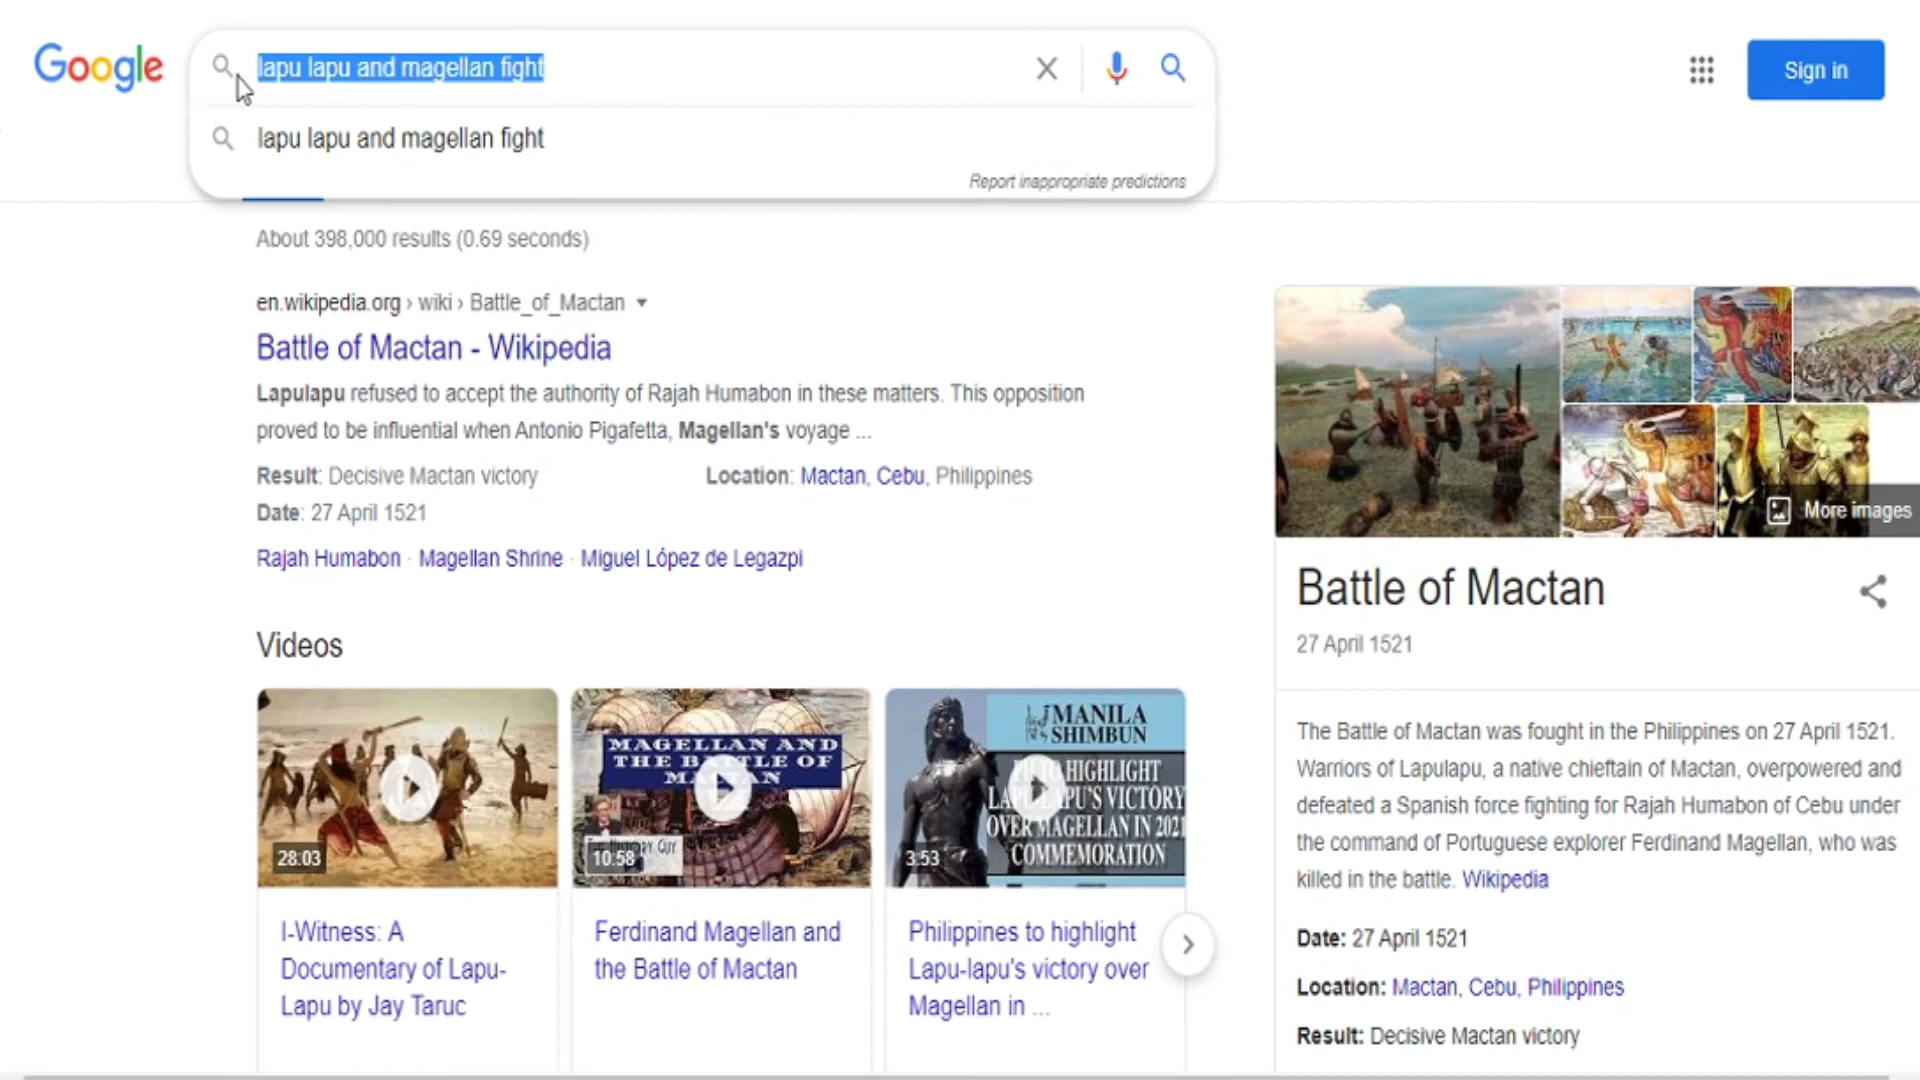 Google
lapu lapu and magellan fight
Sign in
lapu lapu and magellan fight
Report inappropriate predictions
About 398,000 results (0.69 seconds)
en.wikipedia.org › wiki › Battle_of_Mactan
Battle of Mactan - Wikipedia
Lapulapu refused to accept the authority of Rajah Humabon in these matters. This opposition
proved to be influential when Antonio Pigafetta, Magellan's voyage ...
Result: Decisive Mactan victory
Location: Mactan, Cebu, Philippines
Date: 27 April 1521
Rajah Humabon · Magellan Shrine · Miguel López de Legazpi
Videos
MAGELLAN AND
THE BATTLE OF
MACTAN
28:03
10:58
MANILA
SHIMBUN
TO HIGHLIGHT
LAPU-LAPU'S VICTORY
OVER MAGELLAN IN 2021
COMMEMORATION
3:53
I-Witness: A
Documentary of Lapu-
Lapu by Jay Taruc
Ferdinand Magellan and
the Battle of Mactan
Philippines to highlight
Lapu-lapu's victory over
Magellan in ...
More images
Battle of Mactan
27 April 1521
The Battle of Mactan was fought in the Philippines on 27 April 1521.
Warriors of Lapulapu, a native chieftain of Mactan, overpowered and
defeated a Spanish force fighting for Rajah Humabon of Cebu under
the command of Portuguese explorer Ferdinand Magellan, who was
killed in the battle. Wikipedia
Date: 27 April 1521
Location: Mactan, Cebu, Philippines
Result: Decisive Mactan victory